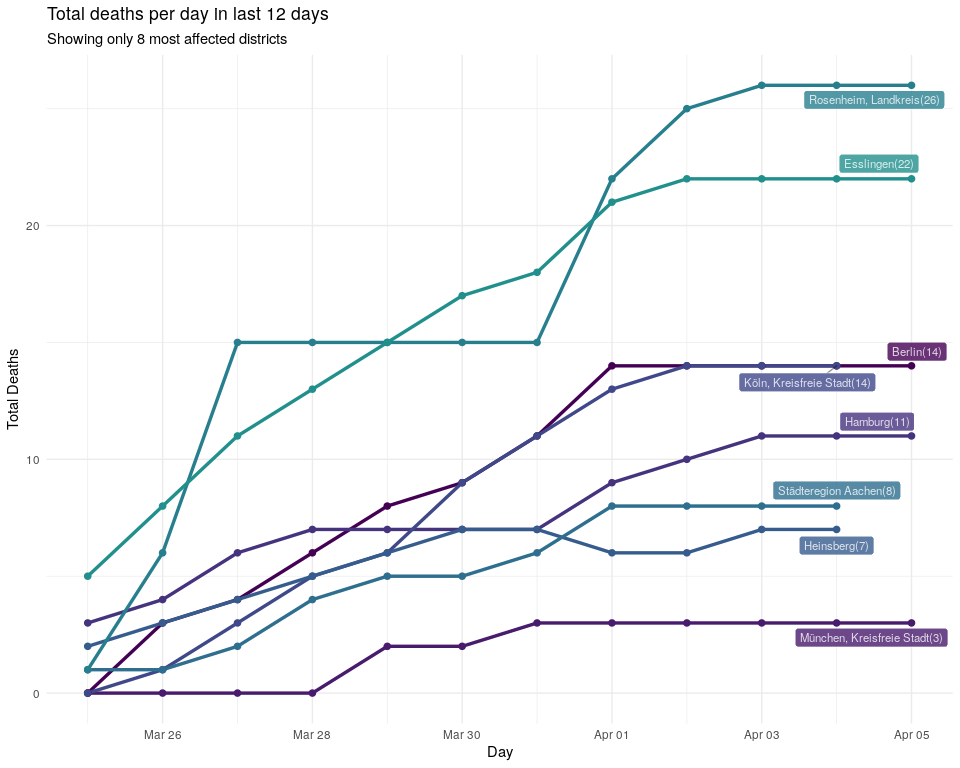 Total deaths per day in last 12 days
Showing only 8 most affected districts
Total Deaths
20
10
0
Rosenheim, Landkreis(26)
Esslingen(22)
Berlin(14)
Köln, Kreisfreie Stadt(14)
Hamburg(11)
Städteregion Aachen(8)
Heinsberg(7)
München, Kreisfreie Stadt(3)
Mar 26
Mar 28
Mar 30
Apr 01
Apr 03
Apr 05
Day